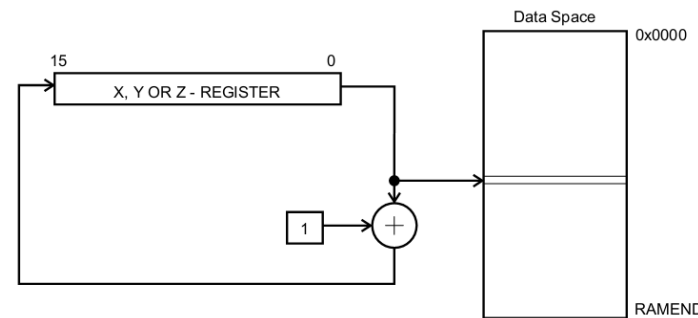 Data Space
0x0000
15 0
X, Y OR Z - REGISTER
1
+
RAMEND